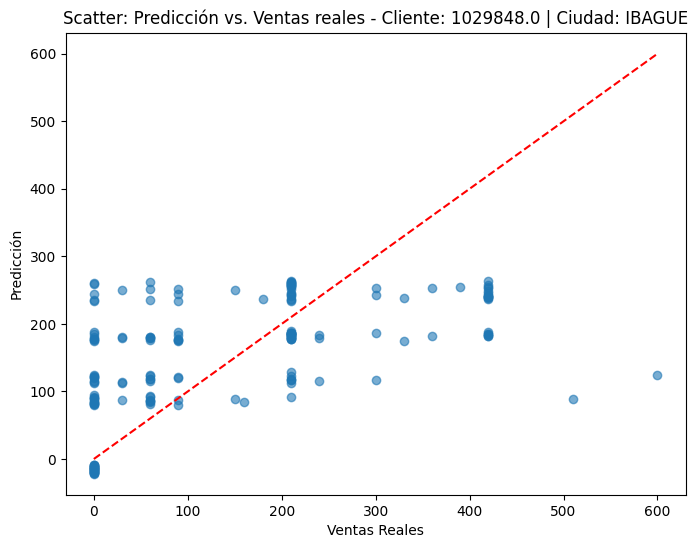 Scatter: Predicción vs. Ventas reales - Cliente: 1029848.0 | Ciudad: IBAGUE
600
500
400
300
200
100
0
Predicción
0 100 200 300 400 500 600
Ventas Reales